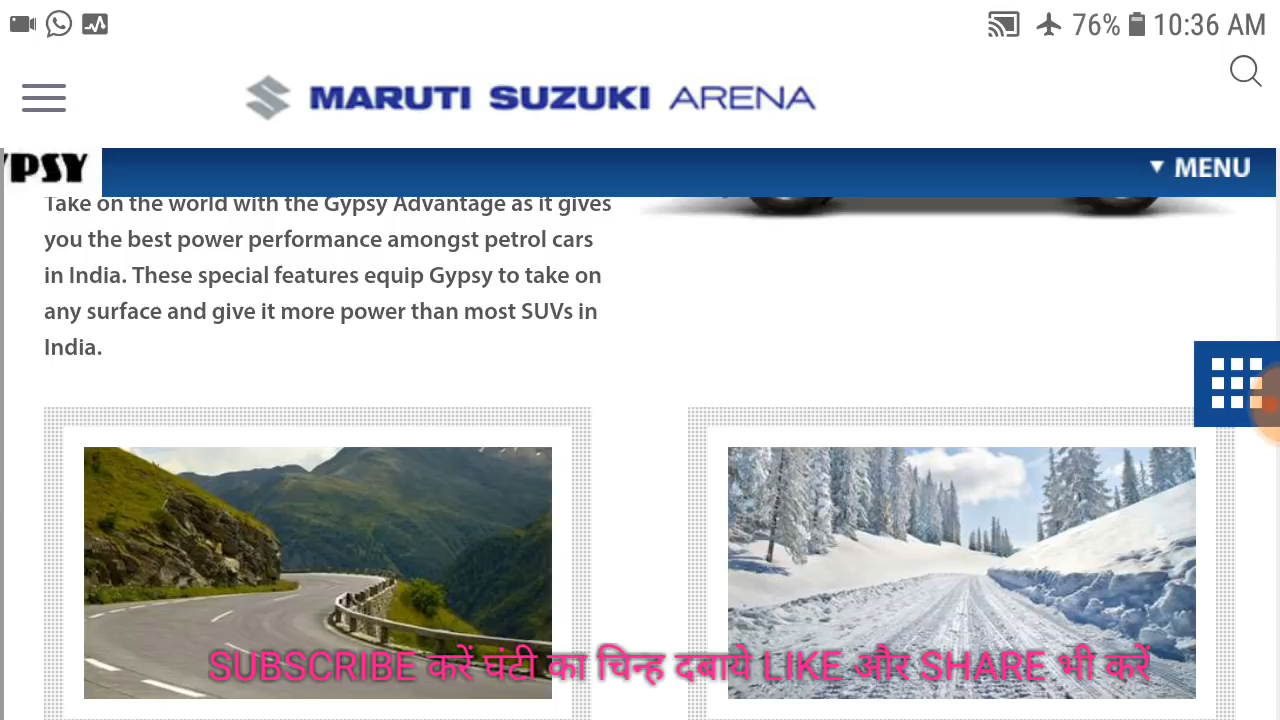 76% 10:36 AM
MARUTI SUZUKI ARENA
YPSY
MENU
Take on the world with the Gypsy Advantage as it gives
you the best power performance amongst petrol cars
in India. These special features equip Gypsy to take on
any surface and give it more power than most SUVs in
India.
SUBSCRIBE करें घंटी का चिन्ह दबाये LIKE और SHARE भी करें